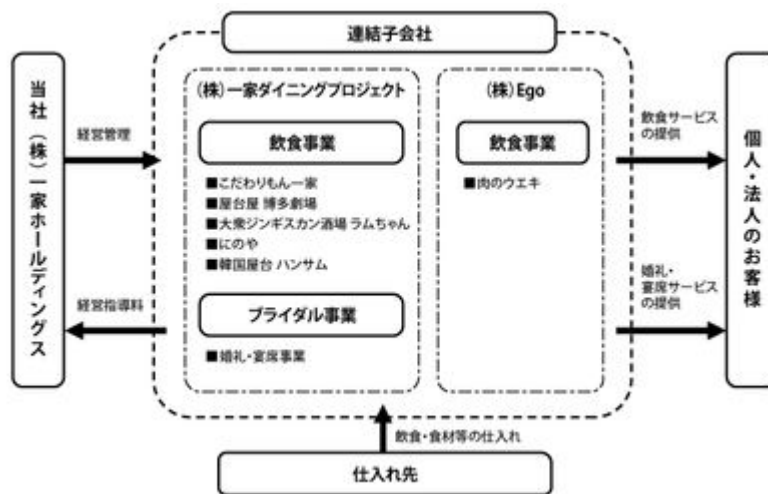 連結子会社
当社 (株)一家ホールディングス
経営管理
経営指導料
(株)一家ダイニングプロジェクト
飲食事業
■こだわりもん一家
■屋台屋 博多劇場
■大衆ジンギスカン酒場 ラムちゃん
■にのや
■韓国屋台 ハンサム
ブライダル事業
■婚礼・宴席事業
(株)Ego
飲食事業
■肉のウエキ
飲食サービス
の提供
婚礼・
宴席サービス
の提供
個人・法人のお客様
飲食・食材等の仕入れ
仕入れ先